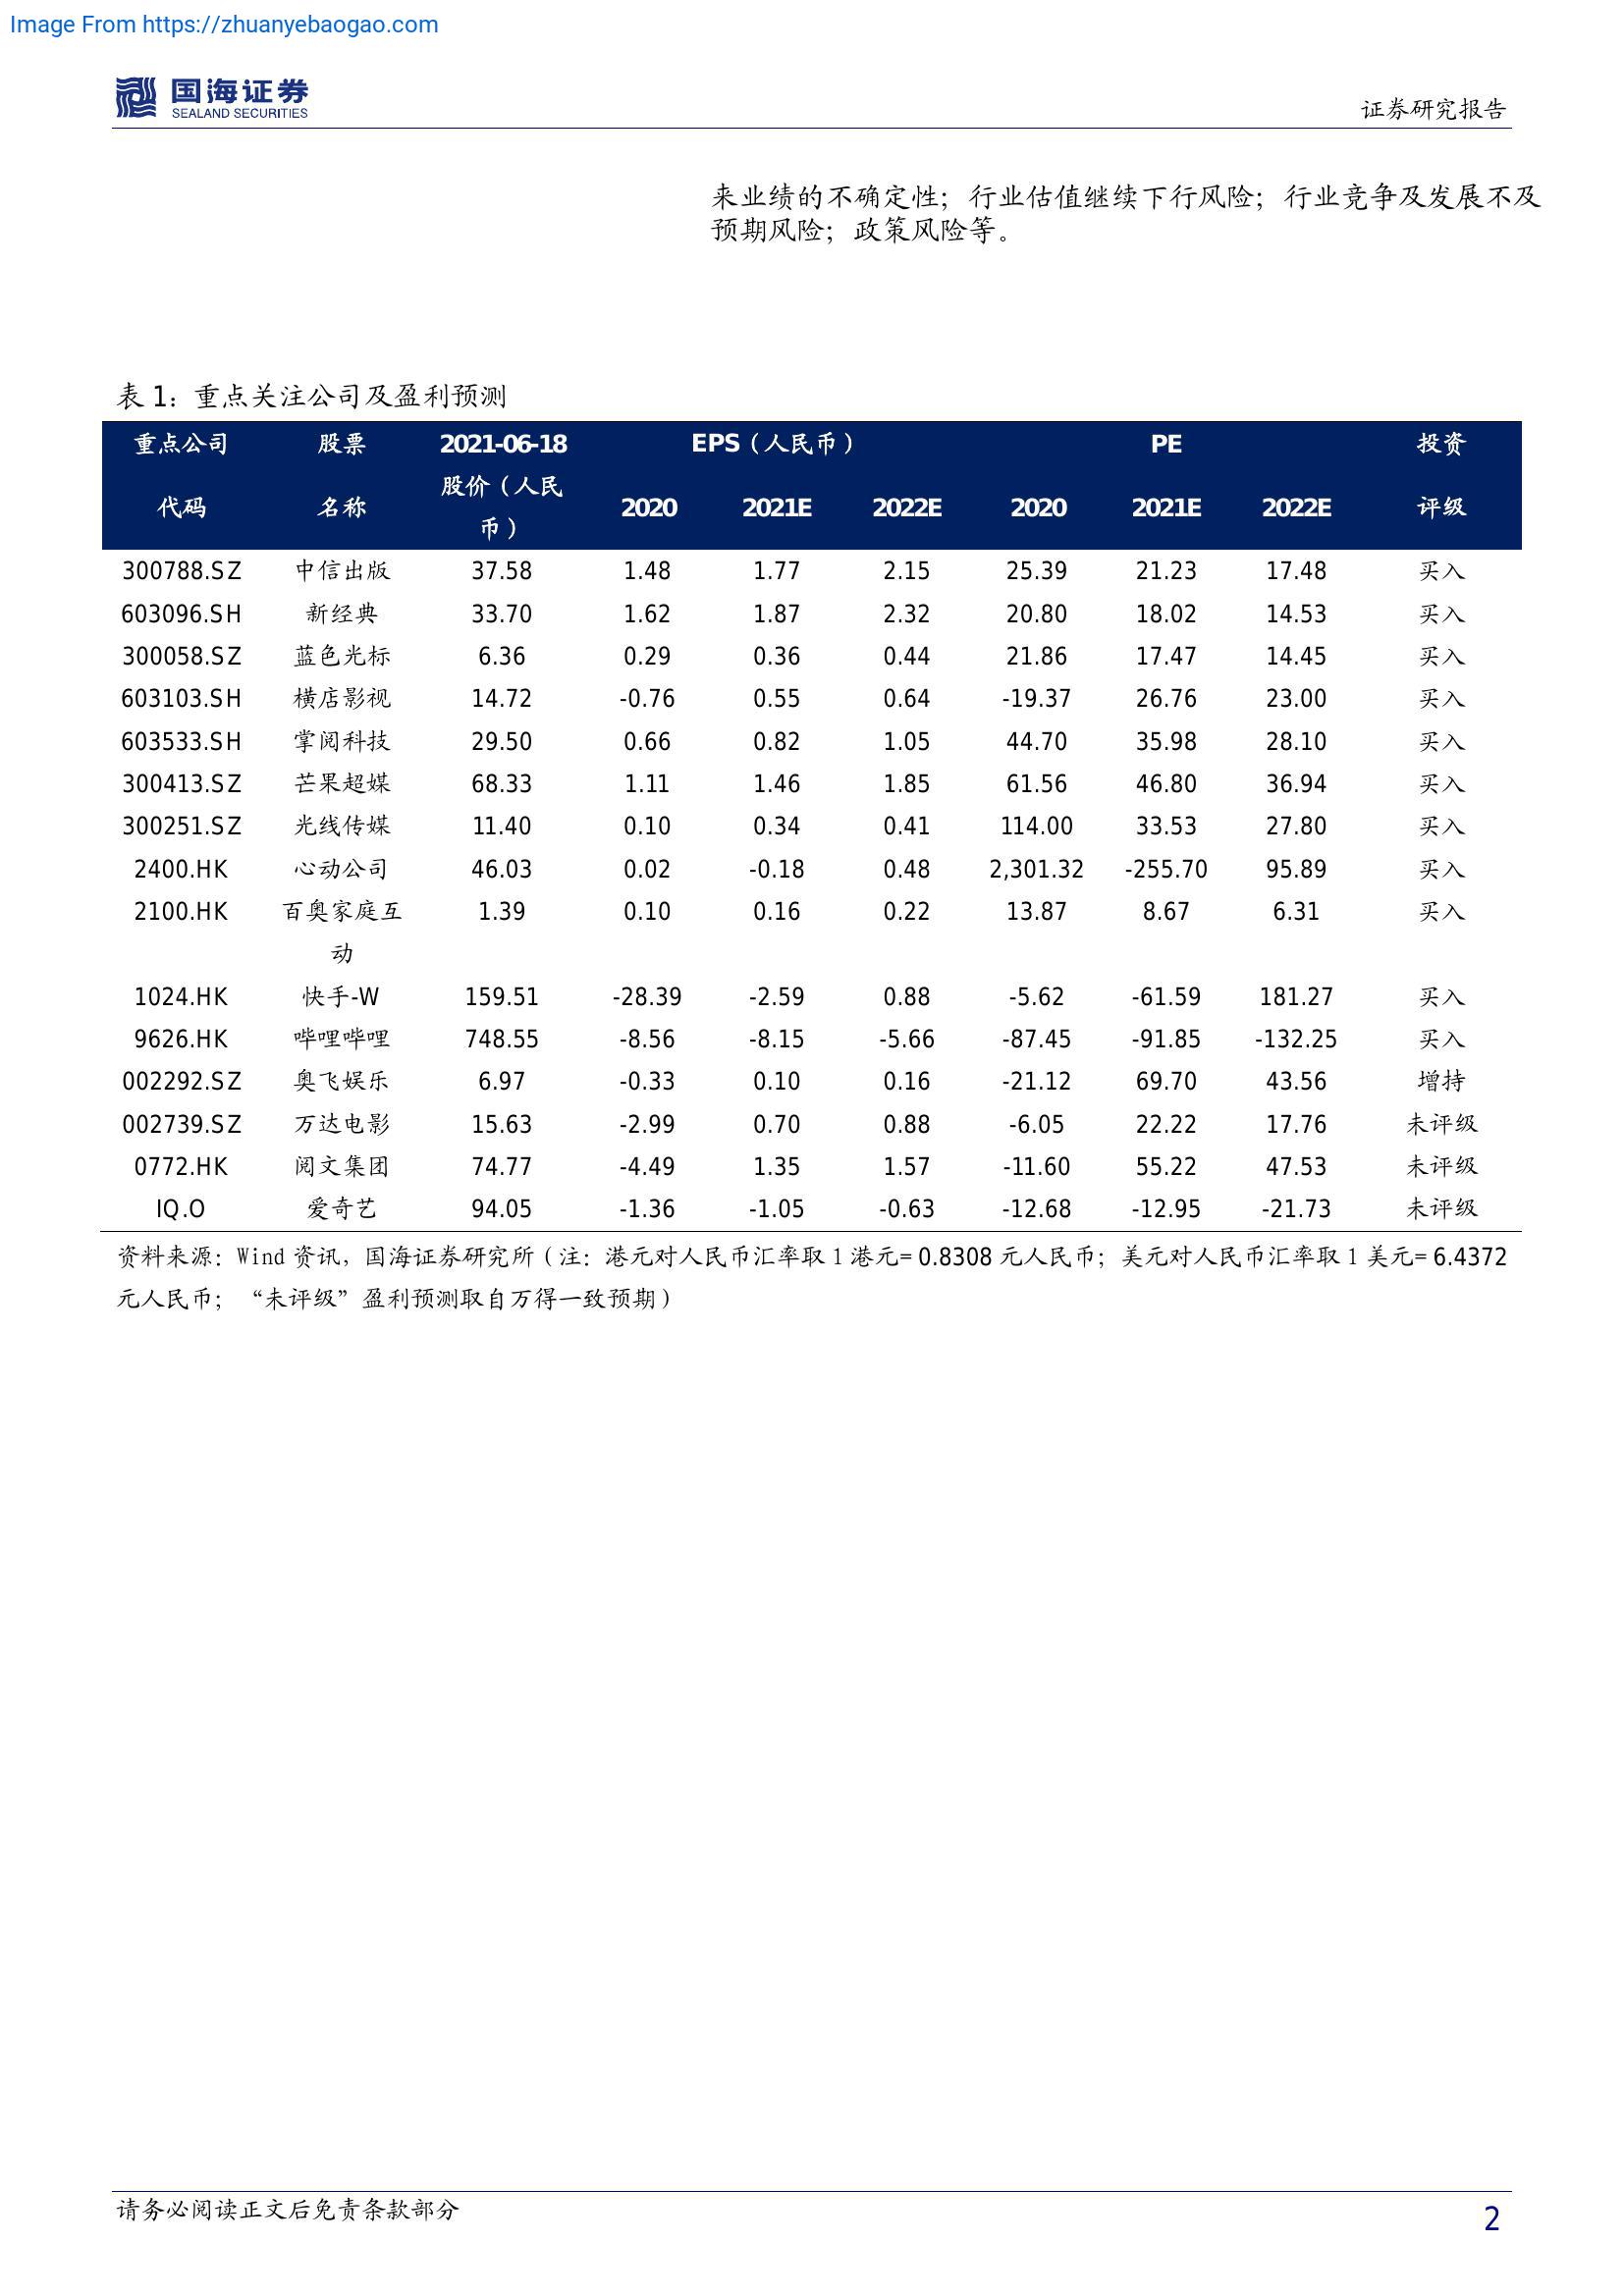 Image From https://zhuanyebaogao.com
国海证券
SEALAND SECURITIES
证券研究报告
来业绩的不确定性；行业估值继续下行风险；行业竞争及发展不及
预期风险；政策风险等。
表 1：重点关注公司及盈利预测
重点公司 股票 2021-06-18 EPS（人民币） PE 投资
代码 名称 股价（人民币） 2020 2021E 2022E 2020 2021E 2022E 评级
300788.SZ 中信出版 37.58 1.48 1.77 2.15 25.39 21.23 17.48 买入
603096.SH 新经典 33.70 1.62 1.87 2.32 20.80 18.02 14.53 买入
300058.SZ 蓝色光标 6.36 0.29 0.36 0.44 21.86 17.47 14.45 买入
603103.SH 横店影视 14.72 -0.76 0.55 0.64 -19.37 26.76 23.00 买入
603533.SH 掌阅科技 29.50 0.66 0.82 1.05 44.70 35.98 28.10 买入
300413.SZ 芒果超媒 68.33 1.11 1.46 1.85 61.56 46.80 36.94 买入
300251.SZ 光线传媒 11.40 0.10 0.34 0.41 114.00 33.53 27.80 买入
2400.HK 心动公司 46.03 0.02 -0.18 0.48 2,301.32 -255.70 95.89 买入
2100.HK 百奥家庭互 1.39 0.10 0.16 0.22 13.87 8.67 6.31 买入
动
1024.HK 快手-W 159.51 -28.39 -2.59 0.88 -5.62 -61.59 181.27 买入
9626.HK 哔哩哔哩 748.55 -8.56 -8.15 -5.66 -87.45 -91.85 -132.25 买入
002292.SZ 奥飞娱乐 6.97 -0.33 0.10 0.16 -21.12 69.70 43.56 增持
002739.SZ 万达电影 15.63 -2.99 0.70 0.88 -6.05 22.22 17.76 未评级
0772.HK 阅文集团 74.77 -4.49 1.35 1.57 -11.60 55.22 47.53 未评级
IQ.O 爱奇艺 94.05 -1.36 -1.05 -0.63 -12.68 -12.95 -21.73 未评级
资料来源：Wind 资讯，国海证券研究所（注：港元对人民币汇率取 1 港元= 0.8308 元人民币；美元对人民币汇率取 1 美元= 6.4372
元人民币；“未评级”盈利预测取自万得一致预期）
请务必阅读正文后免责条款部分
2